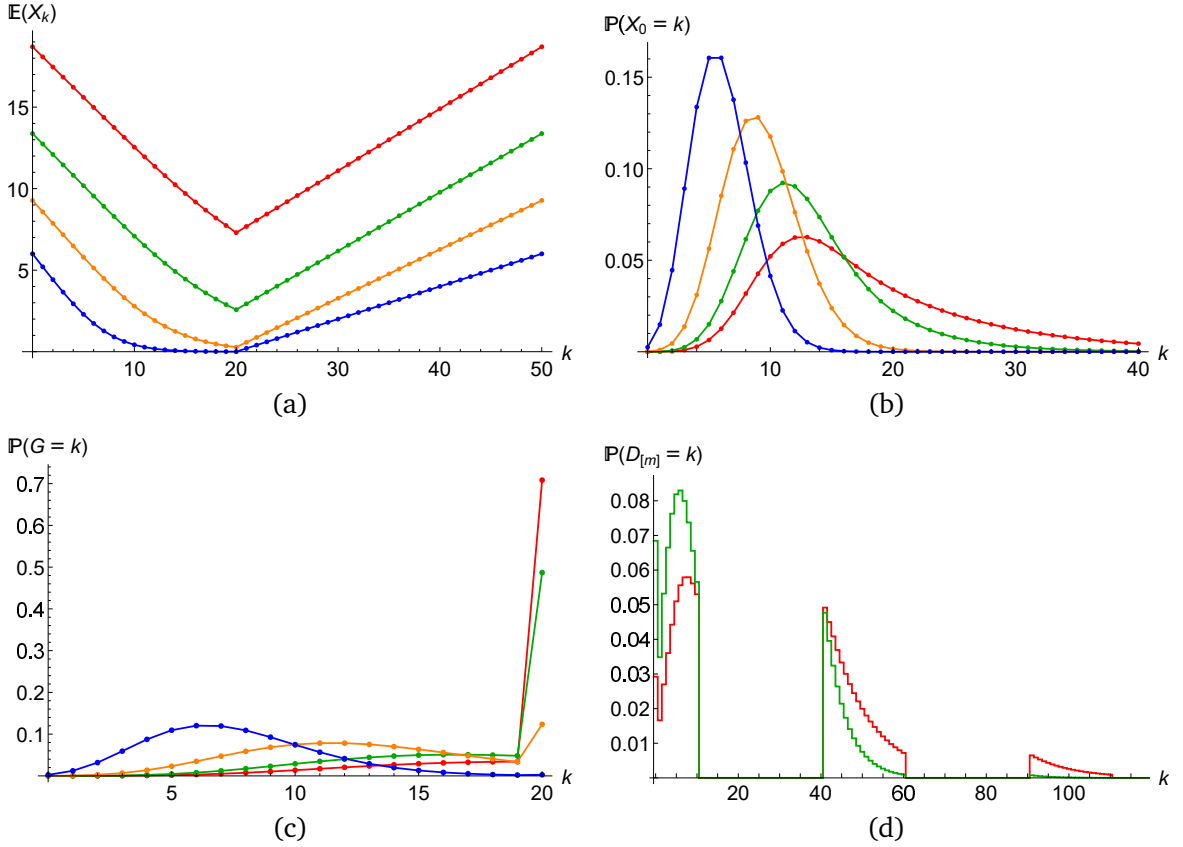 𝔼(X_k)
15
10
5
10 20 30 40 50 k
(a)
ℙ(X_0 = k)
0.15
0.10
0.05
10 20 30 40 k
(b)
ℙ(G = k)
0.7
0.6
0.5
0.4
0.3
0.2
0.1
5 10 15 20 k
(c)
ℙ(D_{[m]} = k)
0.08
0.07
0.06
0.05
0.04
0.03
0.02
0.01
20 40 60 80 100 k
(d)